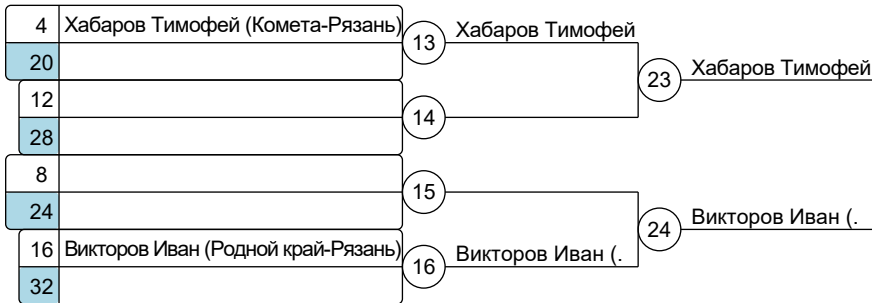 4 Хабаров Тимофей (Комета-Рязань)
20
13 Хабаров Тимофей
12
28
14
23 Хабаров Тимофей
8
24
15
16 Викторов Иван (Родной край-Рязань)
32
16 Викторов Иван (.
24 Викторов Иван (.